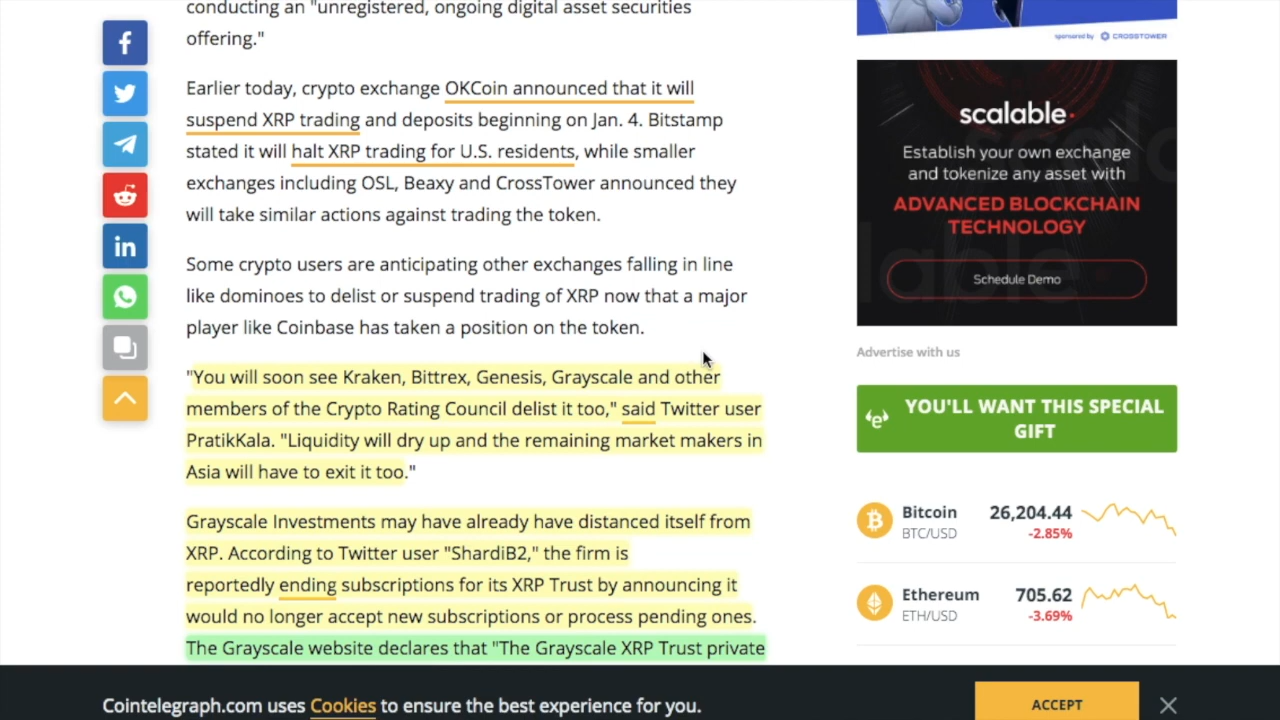 conducting an "unregistered, ongoing digital asset securities
offering."
Earlier today, crypto exchange OKCoin announced that it will
suspend XRP trading and deposits beginning on Jan. 4. Bitstamp
stated it will halt XRP trading for U.S. residents, while smaller
exchanges including OSL, Beaxy and CrossTower announced they
will take similar actions against trading the token.
Some crypto users are anticipating other exchanges falling in line
like dominoes to delist or suspend trading of XRP now that a major
player like Coinbase has taken a position on the token.
"You will soon see Kraken, Bittrex, Genesis, Grayscale and other
members of the Crypto Rating Council delist it too," said Twitter user
PratikKala. "Liquidity will dry up and the remaining market makers in
Asia will have to exit it too."
Grayscale Investments may have already have distanced itself from
XRP. According to Twitter user "ShardiB2," the firm is
reportedly ending subscriptions for its XRP Trust by announcing it
would no longer accept new subscriptions or process pending ones.
The Grayscale website declares that "The Grayscale XRP Trust private
sponsored by CROSSTOWER
scalable.
Establish your own exchange
and tokenize any asset with
ADVANCED BLOCKCHAIN
TECHNOLOGY
Schedule Demo
Advertise with us
YOU'LL WANT THIS SPECIAL
GIFT
Bitcoin 26,204.44
BTC/USD -2.85%
Ethereum 705.62
ETH/USD -3.69%
Cointelegraph.com uses Cookies to ensure the best experience for you.
ACCEPT